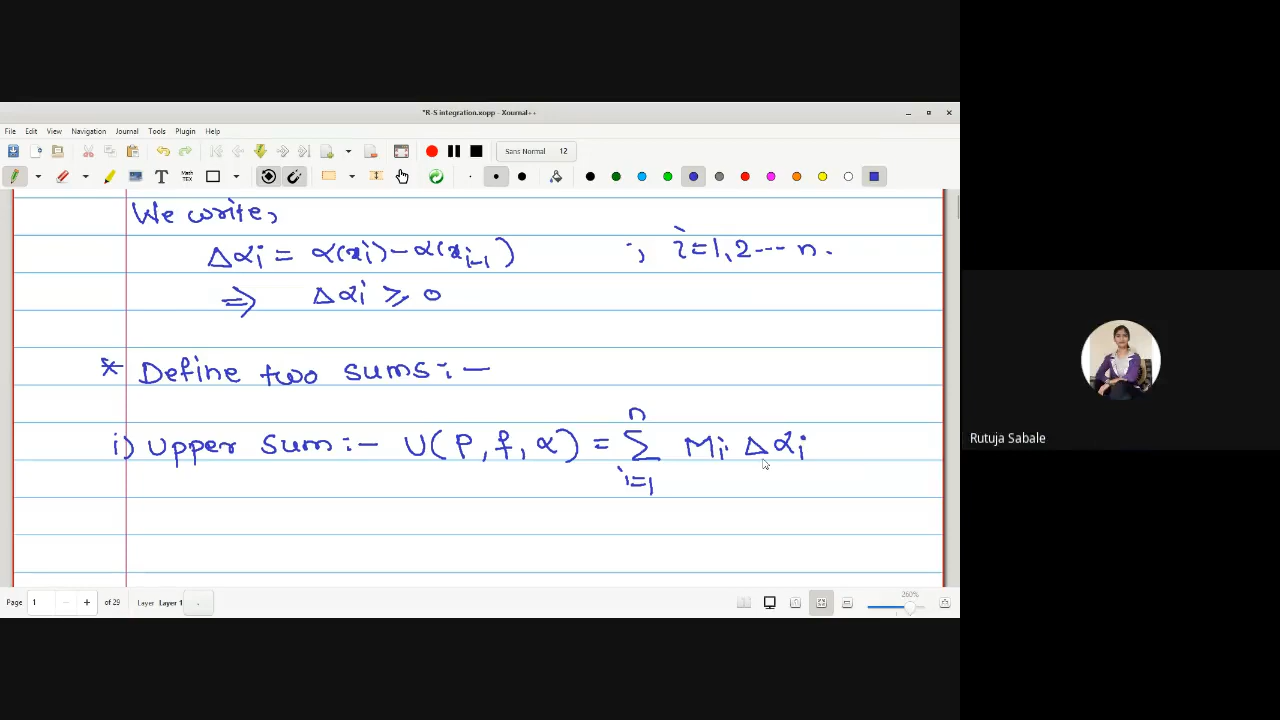 *R-S integration.xopp - Xournal++
File Edit View Navigation Journal Tools Plugin Help
Sans Normal 12
We write,
Δαi = α(xi) - α(xi-1) ; i=1,2--- n.
⇒ Δαi ≥ 0
* Define two sums:-
i) Upper sum:- U(P, f, α) = Σ_{i=1}^{n} Mi Δαi
Rutuja Sabale
Page 1 of 29 Layer Layer 1 260%